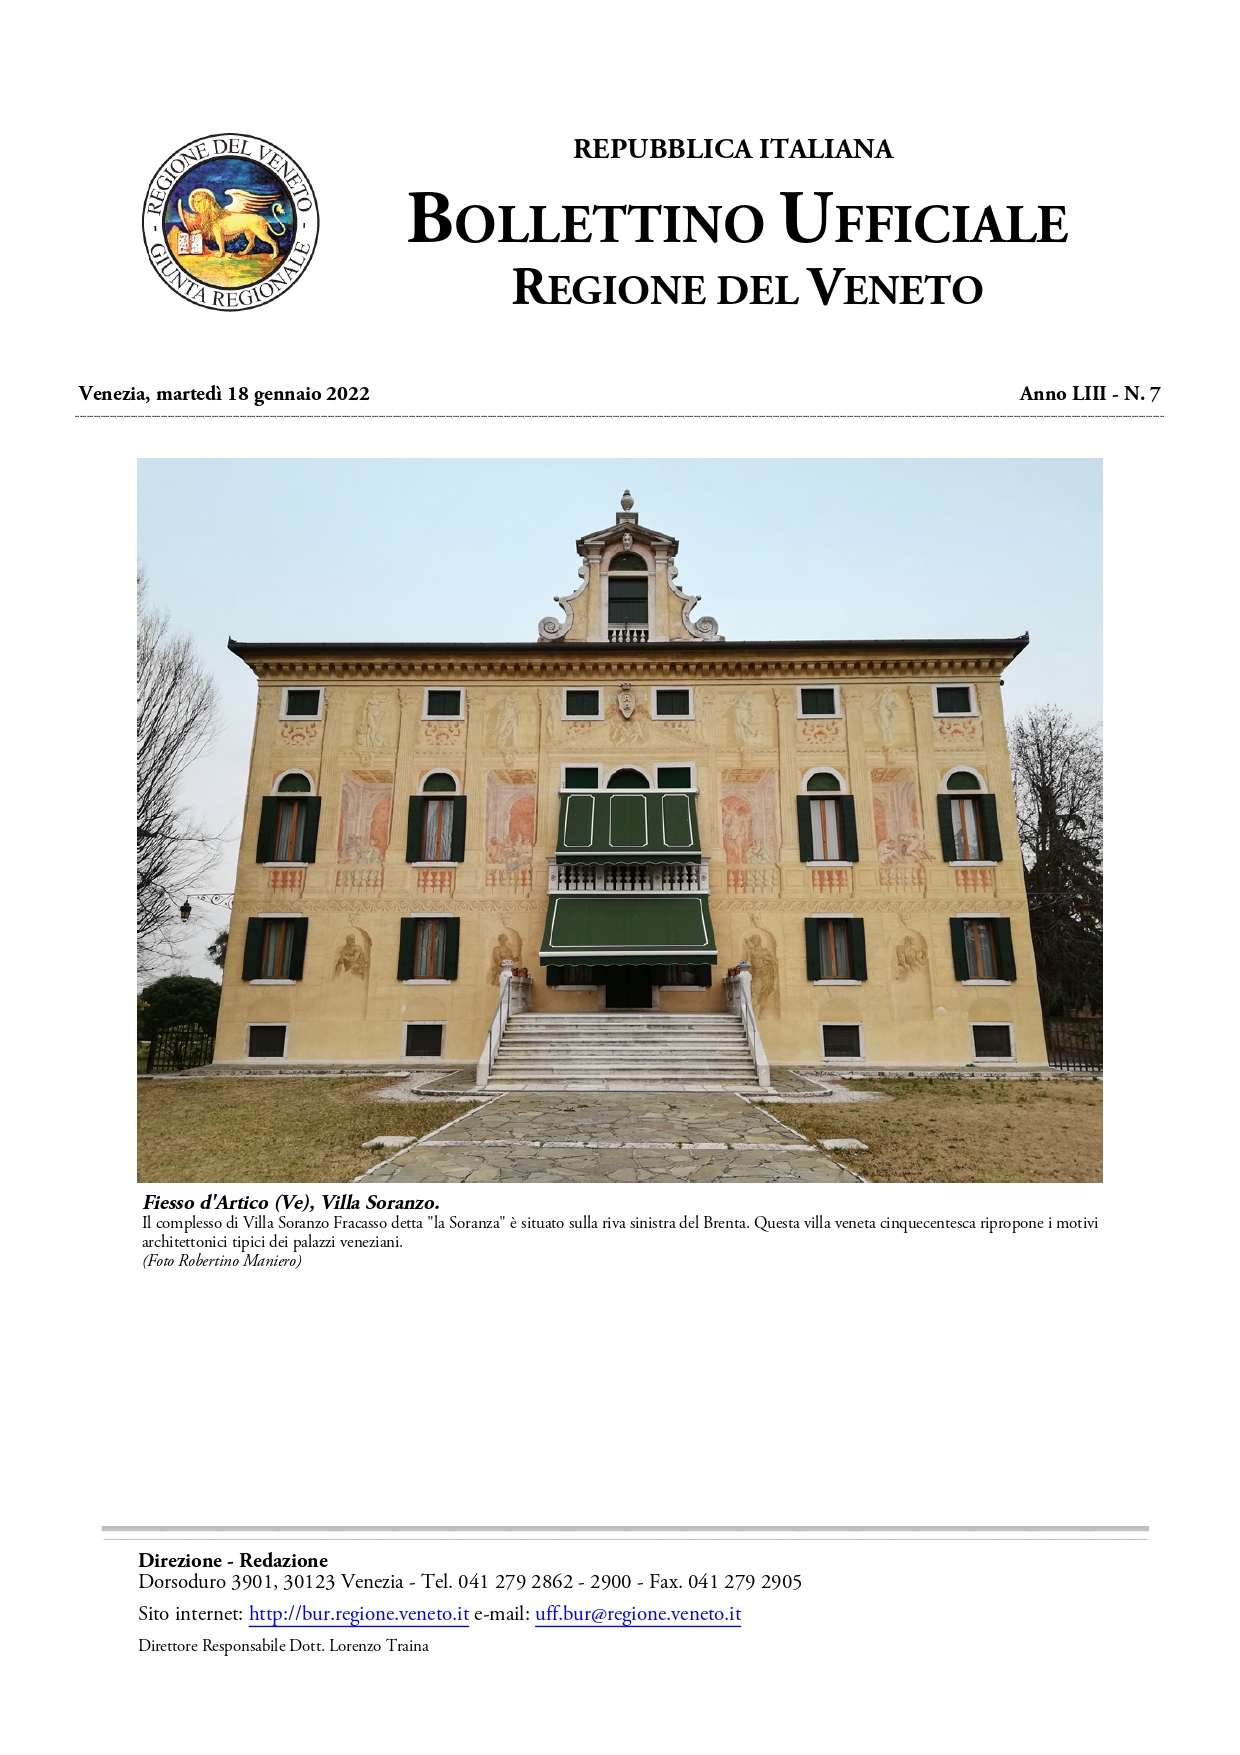 REGIONE DEL VENETO
- GIUNTA REGIONALE -
REPUBBLICA ITALIANA
BOLLETTINO UFFICIALE
REGIONE DEL VENETO
Venezia, martedì 18 gennaio 2022
Anno LIII - N. 7
Fiesso d'Artico (Ve), Villa Soranzo.
Il complesso di Villa Soranzo Fracasso detta "la Soranza" è situato sulla riva sinistra del Brenta. Questa villa veneta cinquecentesca ripropone i motivi
architettonici tipici dei palazzi veneziani.
(Foto Robertino Maniero)
Direzione - Redazione
Dorsoduro 3901, 30123 Venezia - Tel. 041 279 2862 - 2900 - Fax. 041 279 2905
Sito internet: http://bur.regione.veneto.it e-mail: uff.bur@regione.veneto.it
Direttore Responsabile Dott. Lorenzo Traina